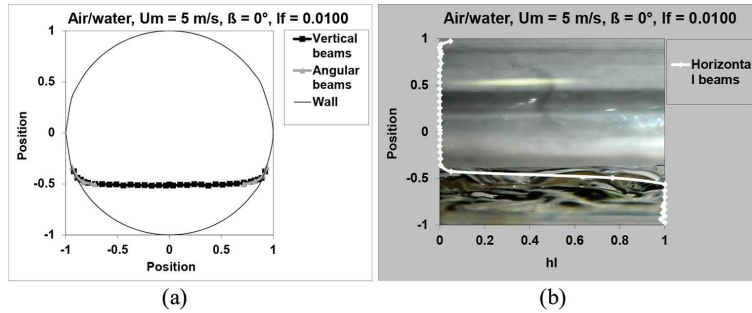 Air/water, Um = 5 m/s, ß = 0°, lf = 0.0100
Vertical
beams
Angular
beams
Wall
1
0.5
0
-0.5
-1
Position
-1 -0.5 0 0.5 1
Position
(a)
Air/water, Um = 5 m/s, ß = 0°, lf = 0.0100
Horizonta
l beams
1
0.5
0
-0.5
-1
Position
0 0.2 0.4 0.6 0.8 1
hl
(b)